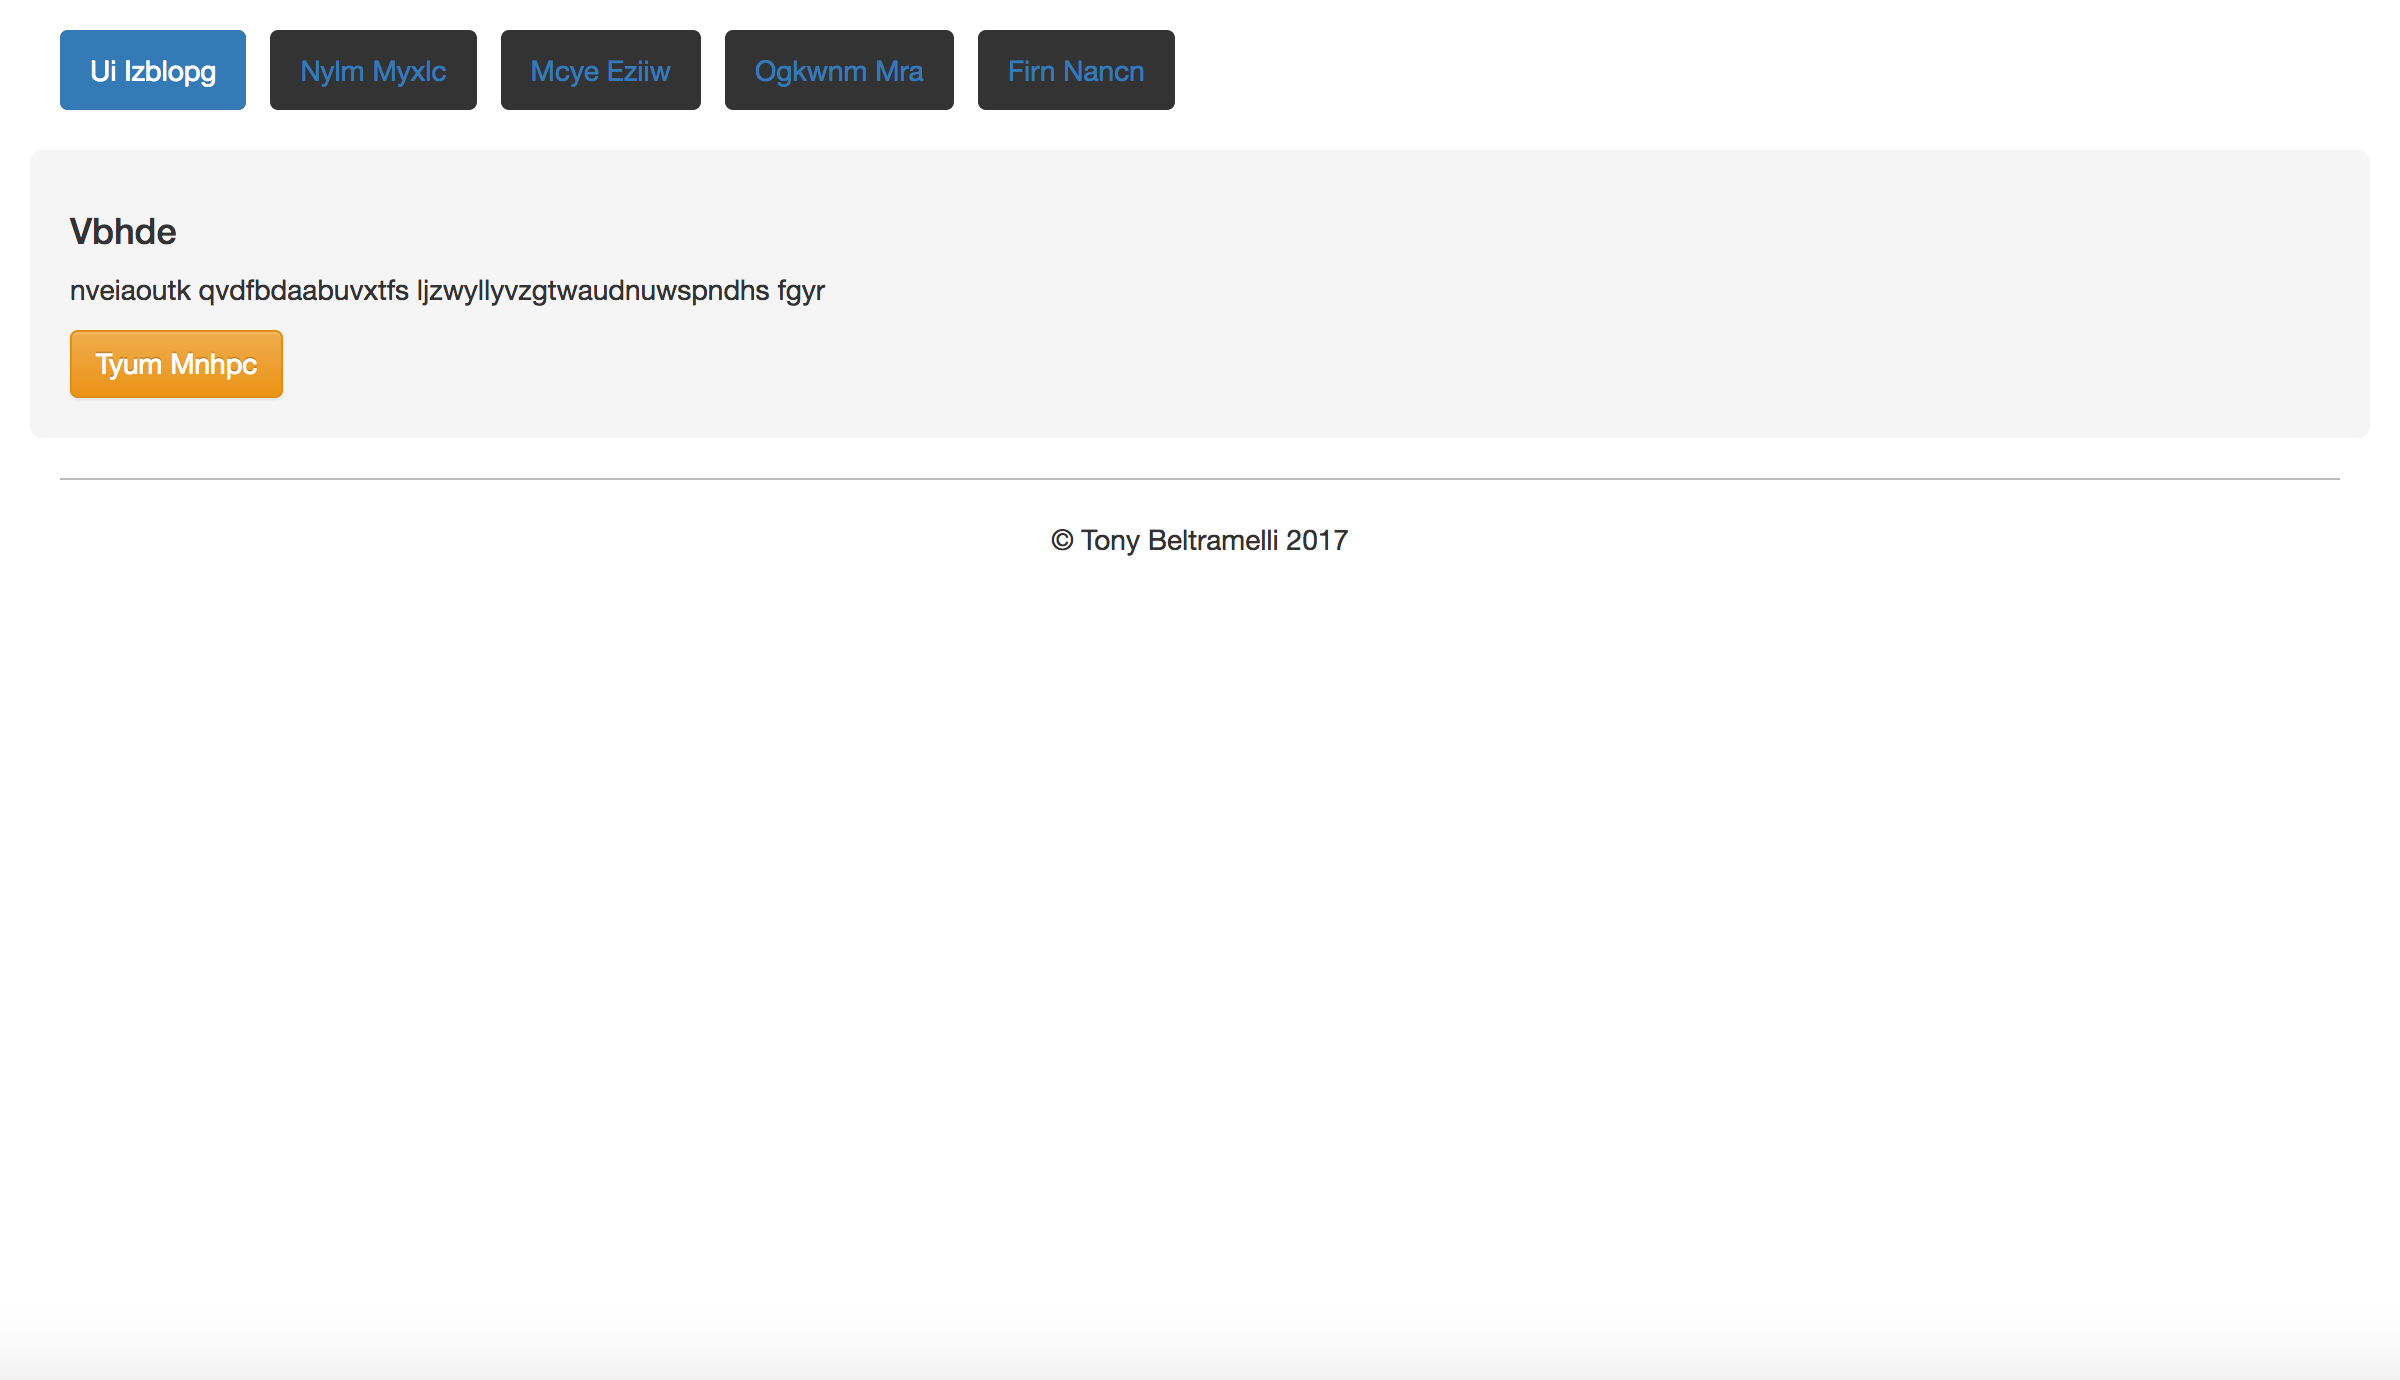 Ui Izblopg Nylm Myxlc Mcye Eziiw Ogkwnm Mra Firn Nancn
Vbhde
nveiaoutk qvdfbdaabuvxtfs ljzwyllyvzgtwaudnuwspndhs fgyr
Tyum Mnhpc
© Tony Beltramelli 2017